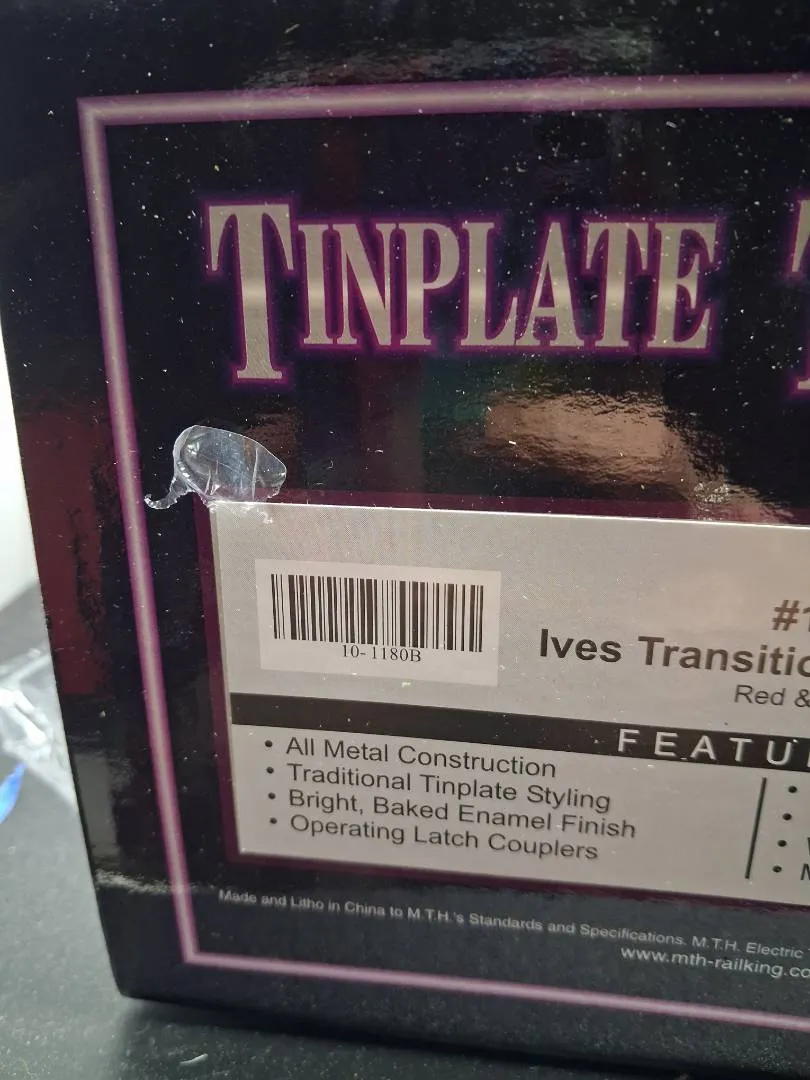 TINPLATE T
10-1180B
#1
Ives Transitio
Red &
FEATU
• All Metal Construction
• Traditional Tinplate Styling
• Bright, Baked Enamel Finish
• Operating Latch Couplers
Made and Litho in China to M.T.H.'s Standards and Specifications. M.T.H. Electric
www.mth-railking.co